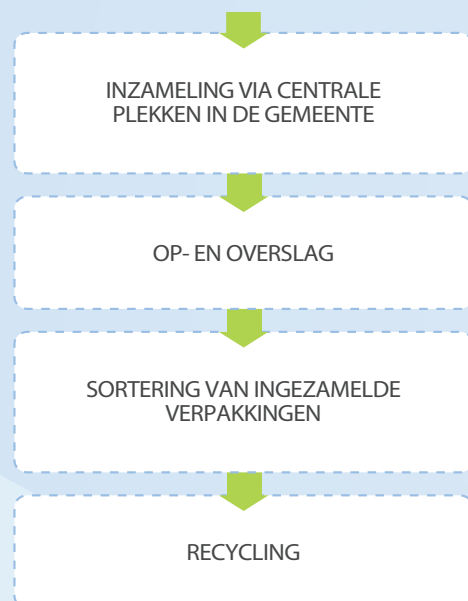 INZAMELING VIA CENTRALE
PLEKKEN IN DE GEMEENTE
OP- EN OVERSLAG
SORTERING VAN INGEZAMELDE
VERPAKKINGEN
RECYCLING